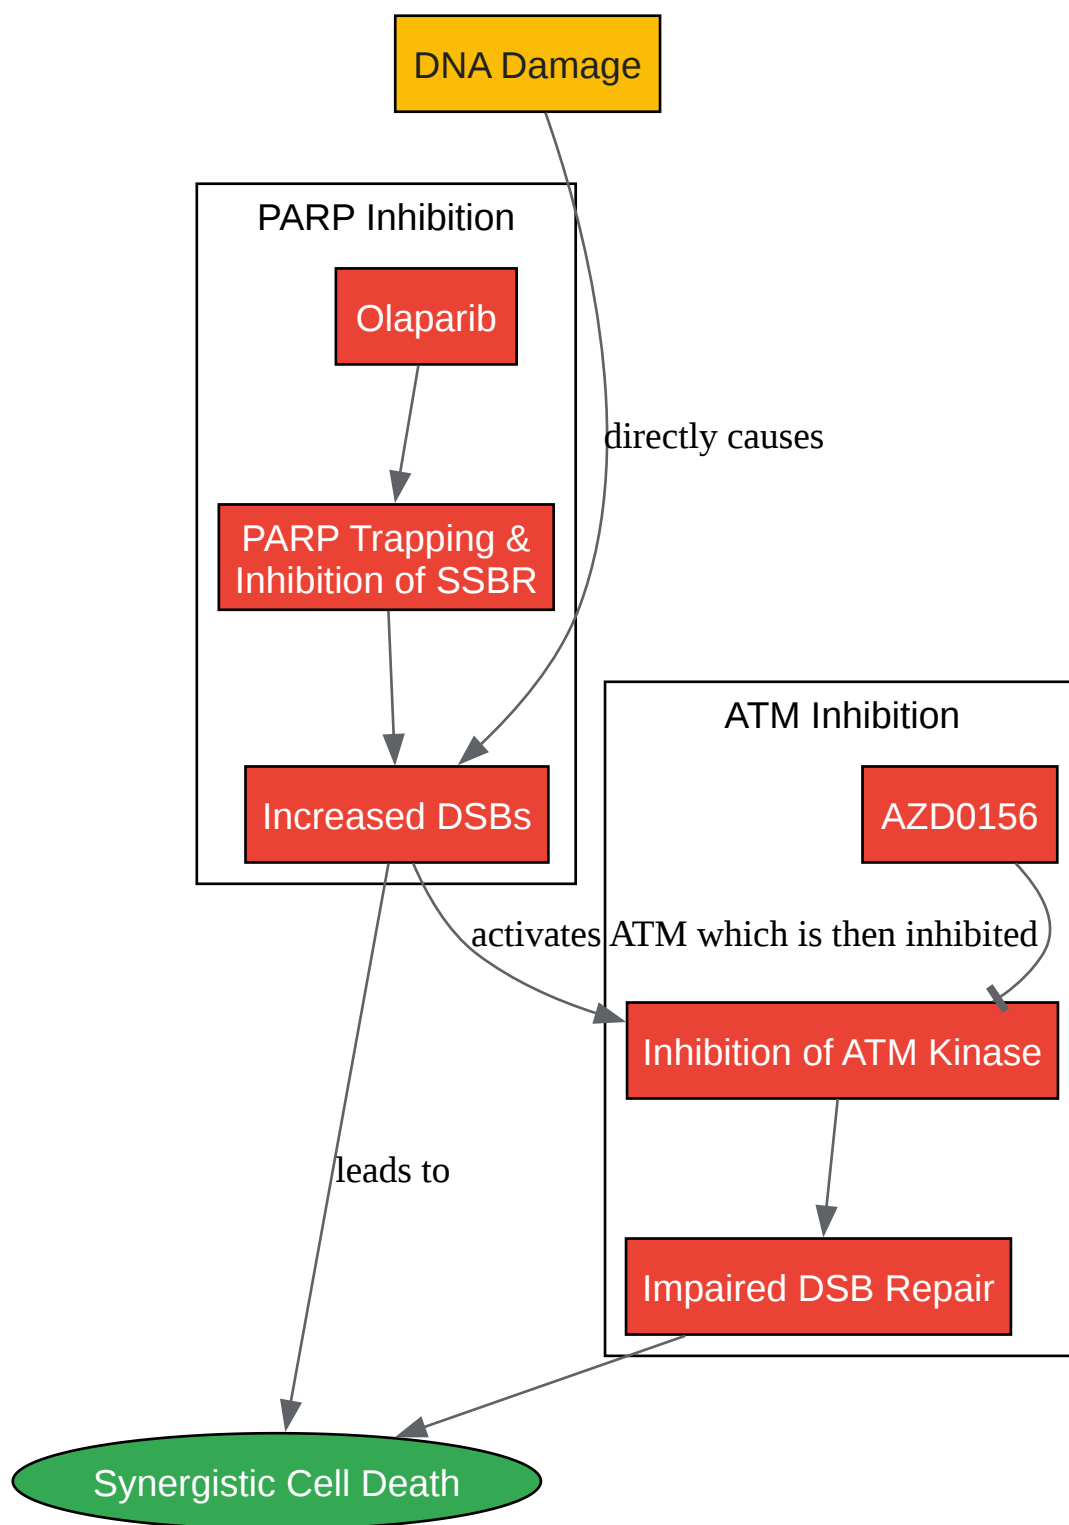 DNA Damage
PARP Inhibition
Olaparib
directly causes
PARP Trapping &
Inhibition of SSBR
ATM Inhibition
Increased DSBs
AZD0156
activates ATM which is then inhibited
Inhibition of ATM Kinase
leads to
Impaired DSB Repair
Synergistic Cell Death